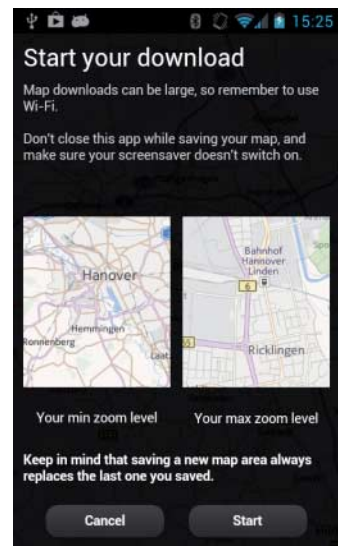 15:25
Start your download
Map downloads can be large, so remember to use
Wi-Fi.
Don't close this app while saving your map, and
make sure your screensaver doesn't switch on.
Hanover
Hemmingen
Ronnenberg
Laat
Bahnhof
Hannover
Linden
6
65
Ricklingen
Spo
Your min zoom level
Your max zoom level
Keep in mind that saving a new map area always
replaces the last one you saved.
Cancel
Start